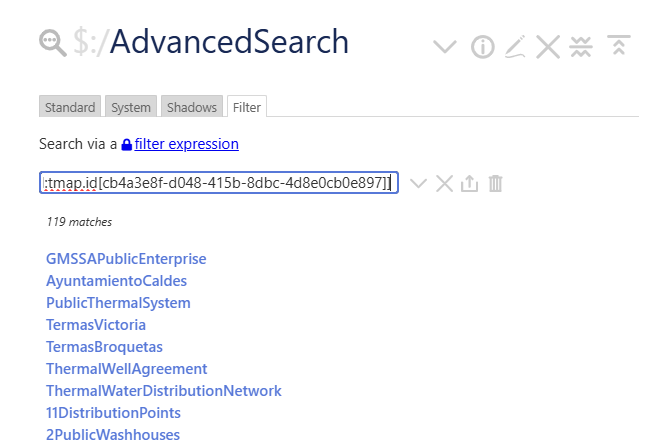 $:/AdvancedSearch
Standard System Shadows Filter
Search via a filter expression
:tmap.id[cb4a3e8f-d048-415b-8dbc-4d8e0cb0e897]]
119 matches
GMSSAPublicEnterprise
AyuntamientoCaldes
PublicThermalSystem
TermasVictoria
TermasBroquetas
ThermalWellAgreement
ThermalWaterDistributionNetwork
11DistributionPoints
2PublicWashhouses